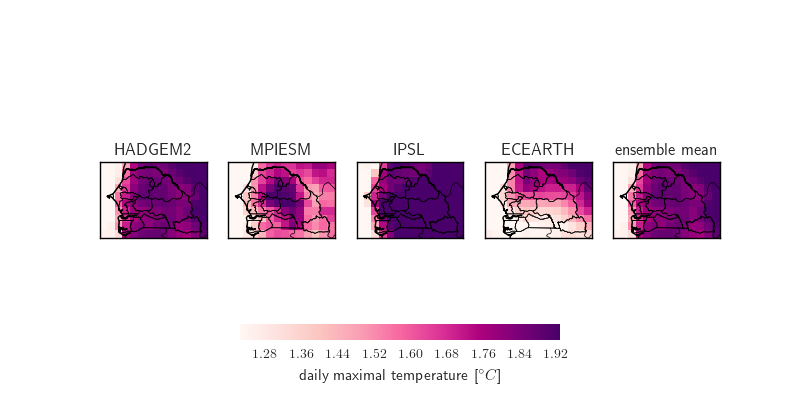 HADGEM2 MPIESM IPSL ECEARTH ensemble mean
1.28 1.36 1.44 1.52 1.60 1.68 1.76 1.84 1.92
daily maximal temperature [°C]